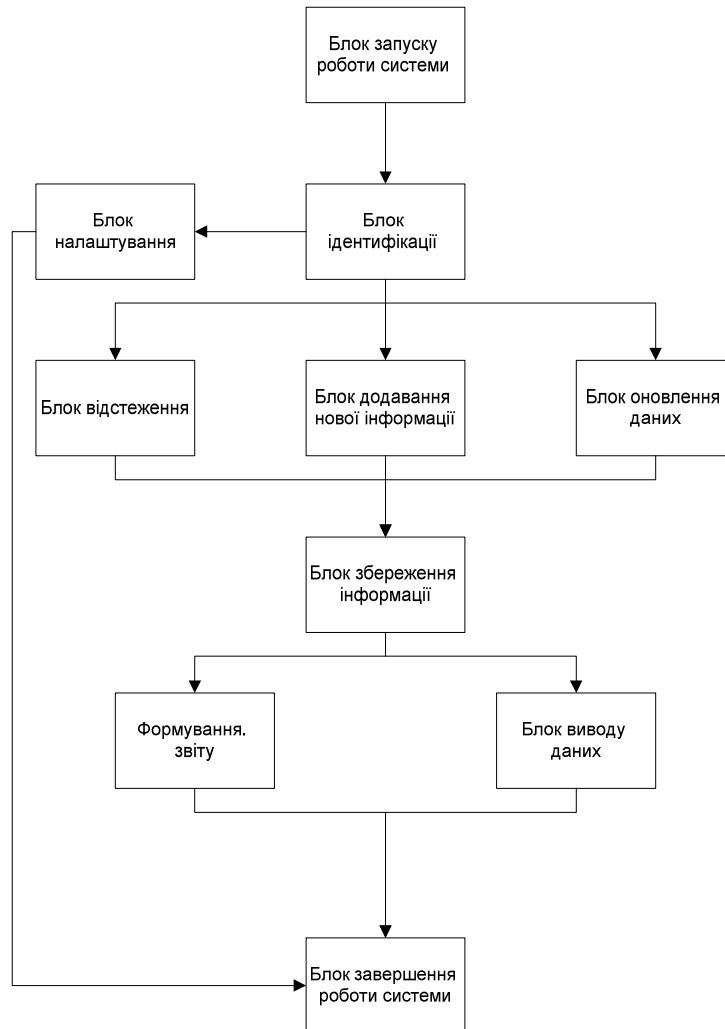 Блок запуску
роботи системи
Блок
налаштування
Блок
ідентифікації
Блок відстеження
Блок додавання
нової інформації
Блок оновлення
даних
Блок збереження
інформації
Формування.
звіту
Блок виводу
даних
Блок завершення
роботи системи